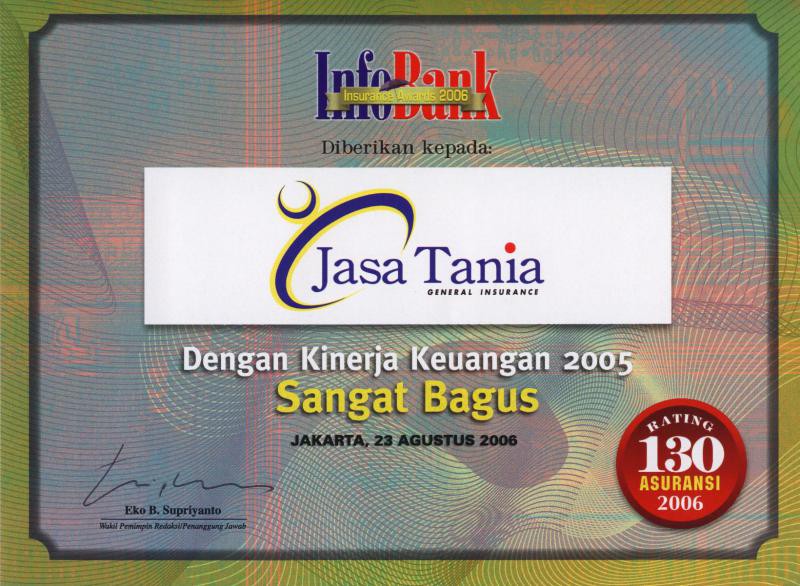 InfoBank
Insurance Awards 2006
Diberikan kepada:
Jasa Tania
GENERAL INSURANCE
Dengan Kinerja Keuangan 2005
Sangat Bagus
JAKARTA, 23 AGUSTUS 2006
Eko B. Supriyanto
Wakil Pemimpin Redaksi/Penanggung Jawab
RATING
130
ASURANSI
2006